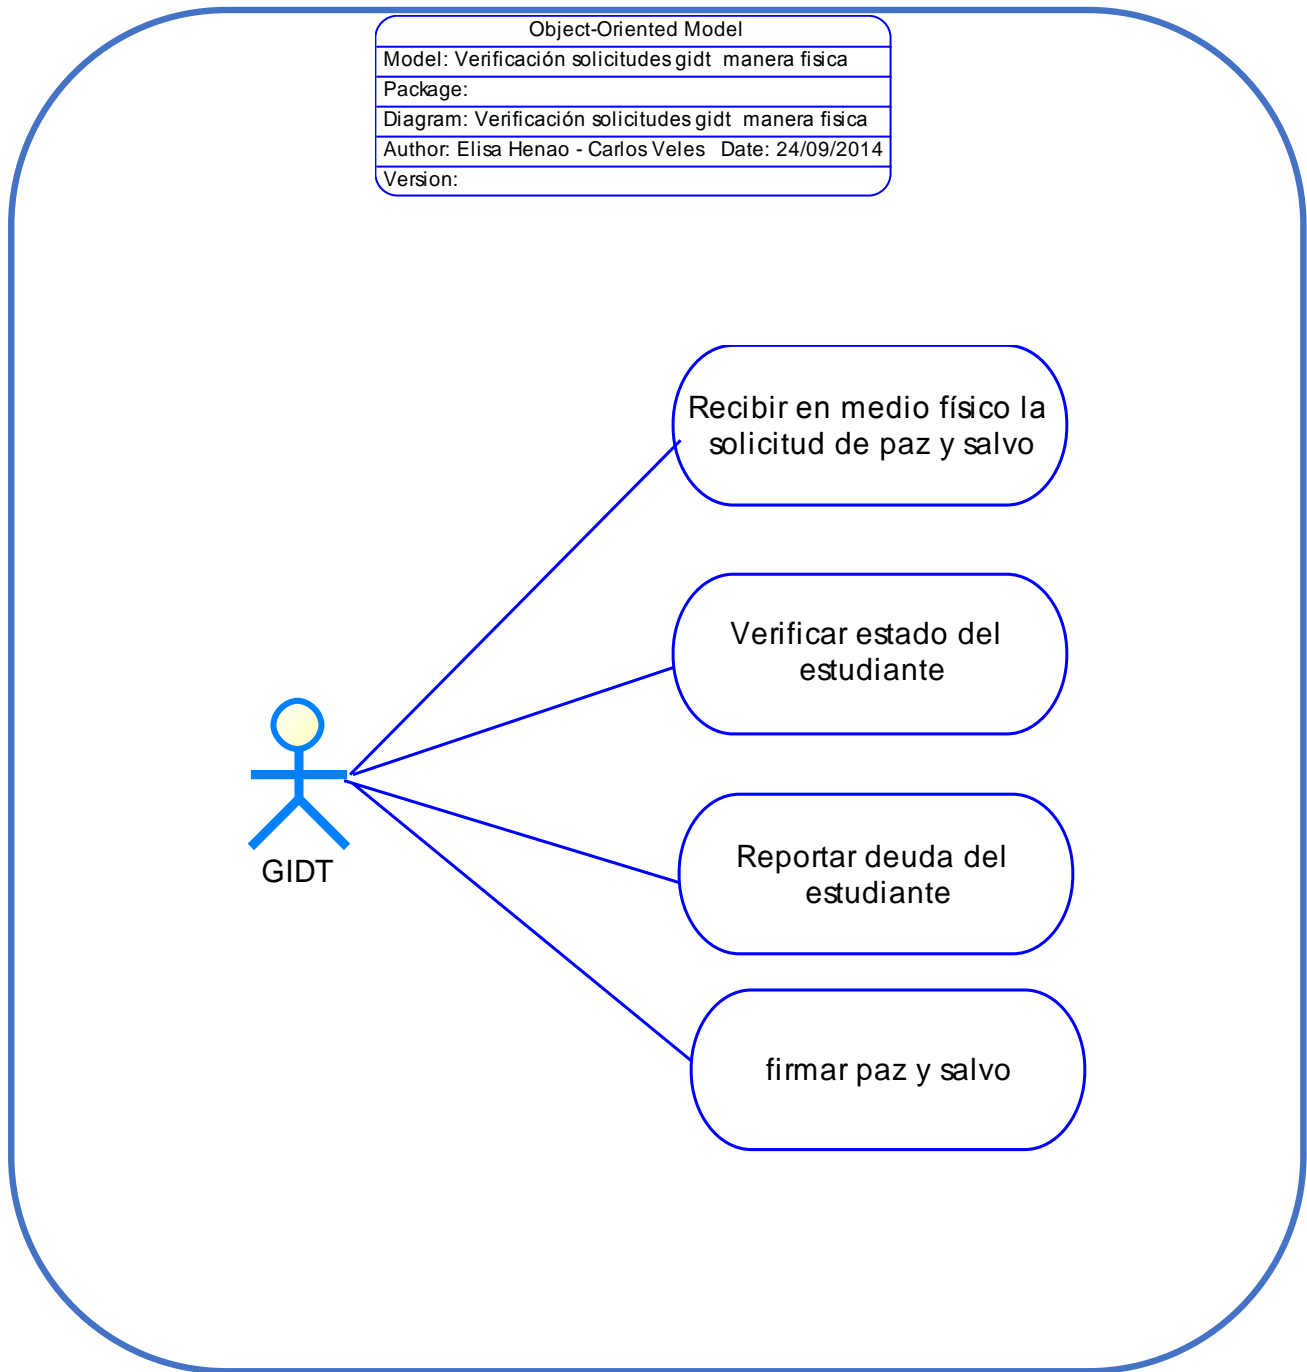 Object-Oriented Model
Model: Verificación solicitudes gidt manera fisica
Package:
Diagram: Verificación solicitudes gidt manera fisica
Author: Elisa Henao - Carlos Veles Date: 24/09/2014
Version:
Recibir en medio físico la
solicitud de paz y salvo
Verificar estado del
estudiante
GIDT
Reportar deuda del
estudiante
firmar paz y salvo